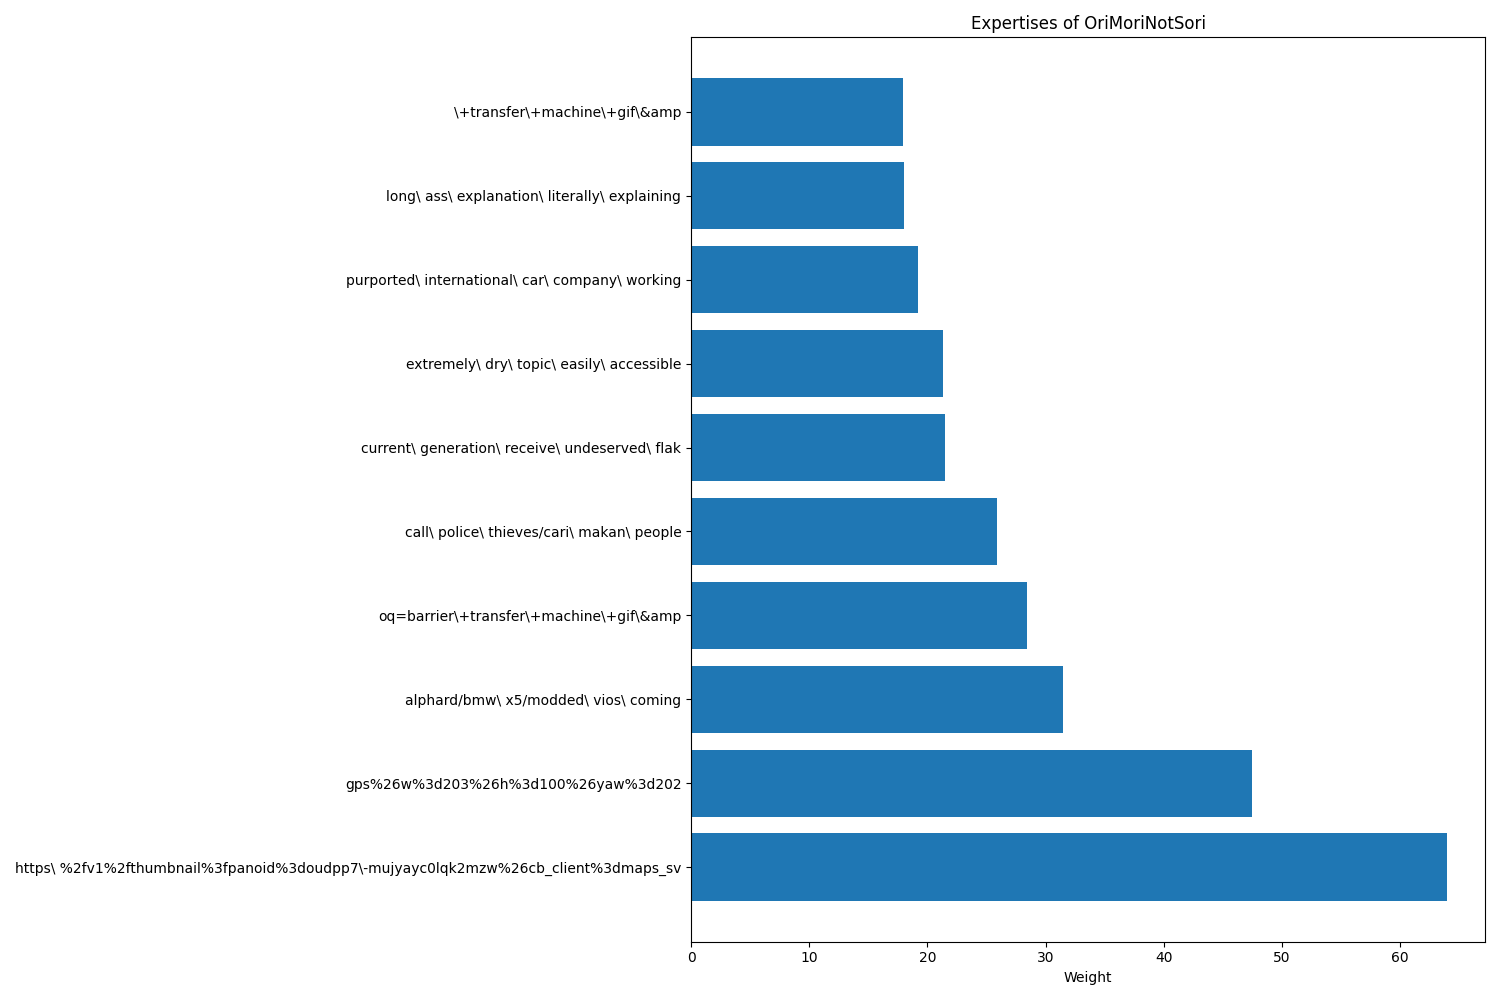 Expertises of OriMoriNotSori
\+transfer\+machine\+gif\&amp
long\ ass\ explanation\ literally\ explaining
purported\ international\ car\ company\ working
extremely\ dry\ topic\ easily\ accessible
current\ generation\ receive\ undeserved\ flak
call\ police\ thieves/cari\ makan\ people
oq=barrier\+transfer\+machine\+gif\&amp
alphard/bmw\ x5/modded\ vios\ coming
gps%26w%3d203%26h%3d100%26yaw%3d202
https\ %2fv1%2fthumbnail%3fpanoid%3doudpp7\-mujyayc0lqk2mzw%26cb_client%3dmaps_sv
0 10 20 30 40 50 60
Weight